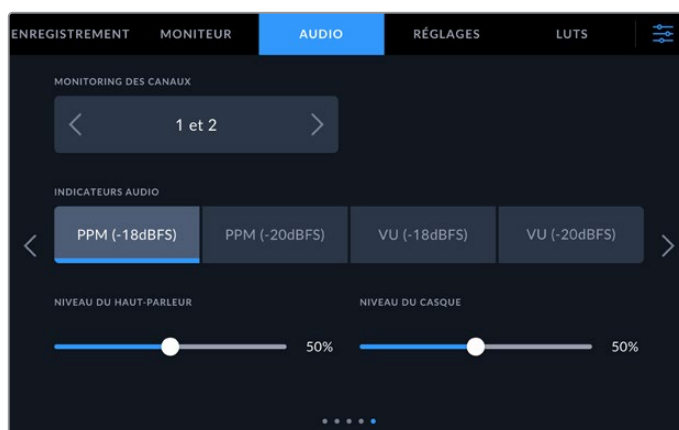 ENREGISTREMENT MONITEUR AUDIO RÉGLAGES LUTS
MONITORING DES CANAUX
1 et 2
INDICATEURS AUDIO
PPM (-18dBFS) PPM (-20dBFS) VU (-18dBFS) VU (-20dBFS)
NIVEAU DU HAUT-PARLEUR NIVEAU DU CASQUE
50% 50%